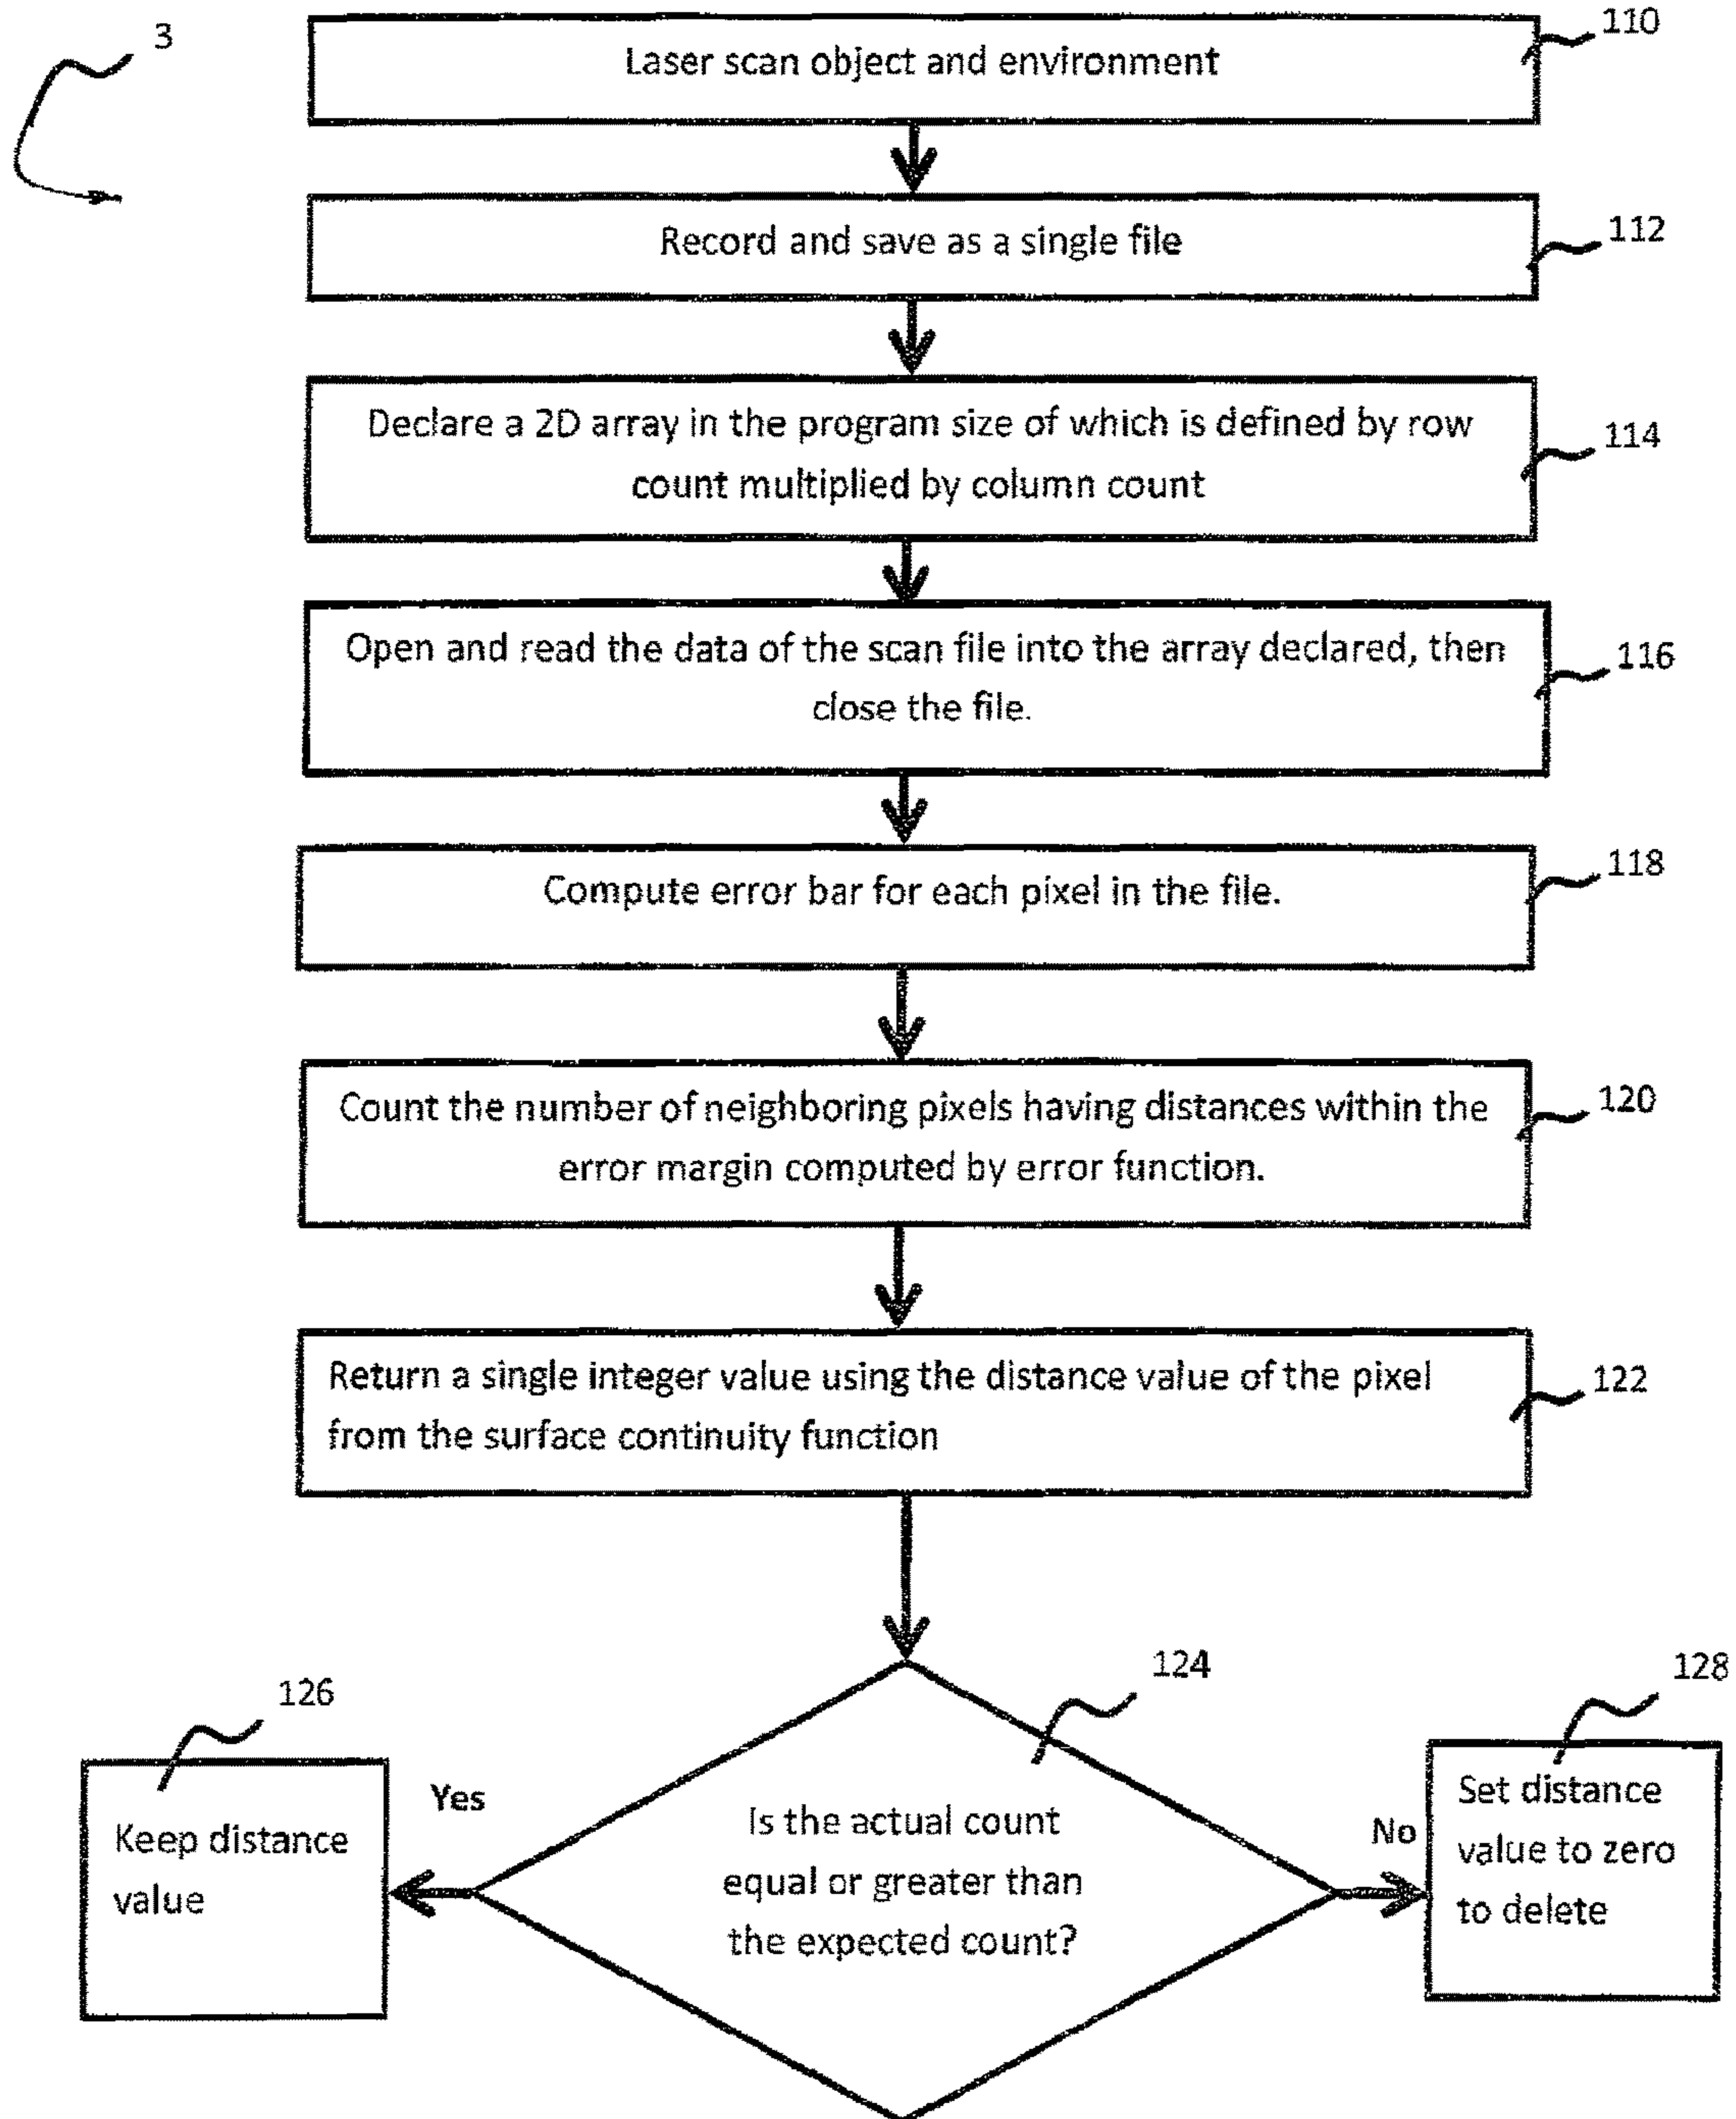 3
110
Laser scan object and environment
112
Record and save as a single file
114
Declare a 2D array in the program size of which is defined by row
count multiplied by column count
116
Open and read the data of the scan file into the array declared, then
close the file.
118
Compute error bar for each pixel in the file.
120
Count the number of neighboring pixels having distances within the
error margin computed by error function.
122
Return a single integer value using the distance value of the pixel
from the surface continuity function
124
Is the actual count
equal or greater than
the expected count?
Yes
126
Keep distance
value
No
128
Set distance
value to zero
to delete